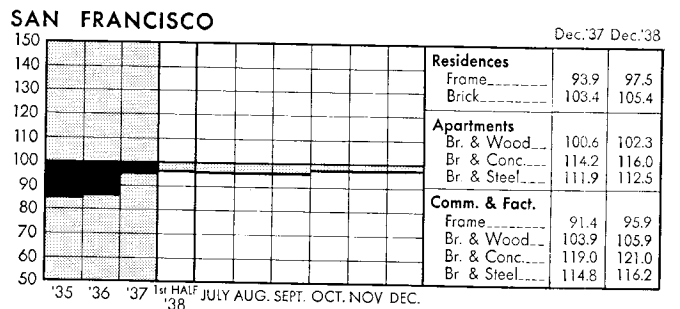 SAN FRANCISCO
150
140
130
120
110
100
90
80
70
60
50
'35 '36 '37 1st HALF '38 JULY AUG. SEPT. OCT. NOV DEC.
Dec.'37 Dec.'38
Residences
Frame 93.9 97.5
Brick 103.4 105.4
Apartments
Br. & Wood 100.6 102.3
Br. & Conc. 114.2 116.0
Br & Steel 111.9 112.5
Comm. & Fact.
Frame 91.4 95.9
Br. & Wood 103.9 105.9
Br. & Conc. 119.0 121.0
Br & Steel 114.8 116.2